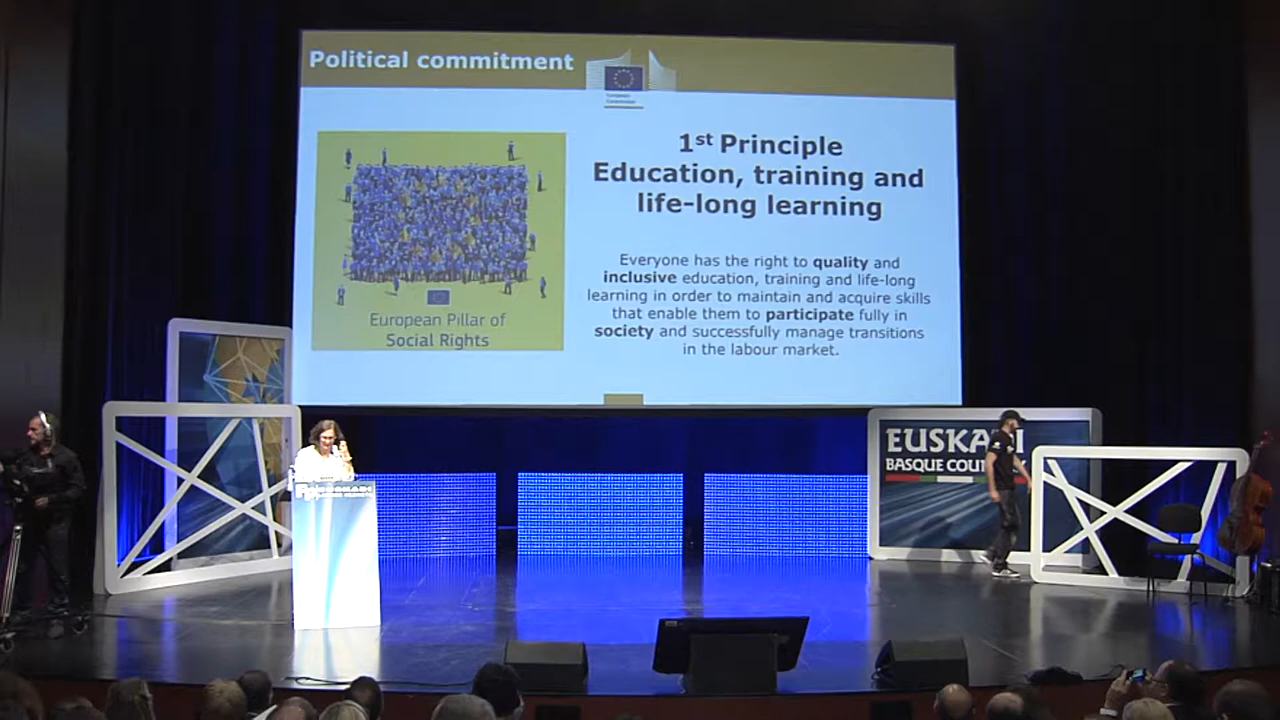 Political commitment
European
Commission
1st Principle
Education, training and
life-long learning
Everyone has the right to quality and
inclusive education, training and life-long
learning in order to maintain and acquire skills
that enable them to participate fully in
society and successfully manage transitions
in the labour market.
European Pillar of
Social Rights
BASQUE